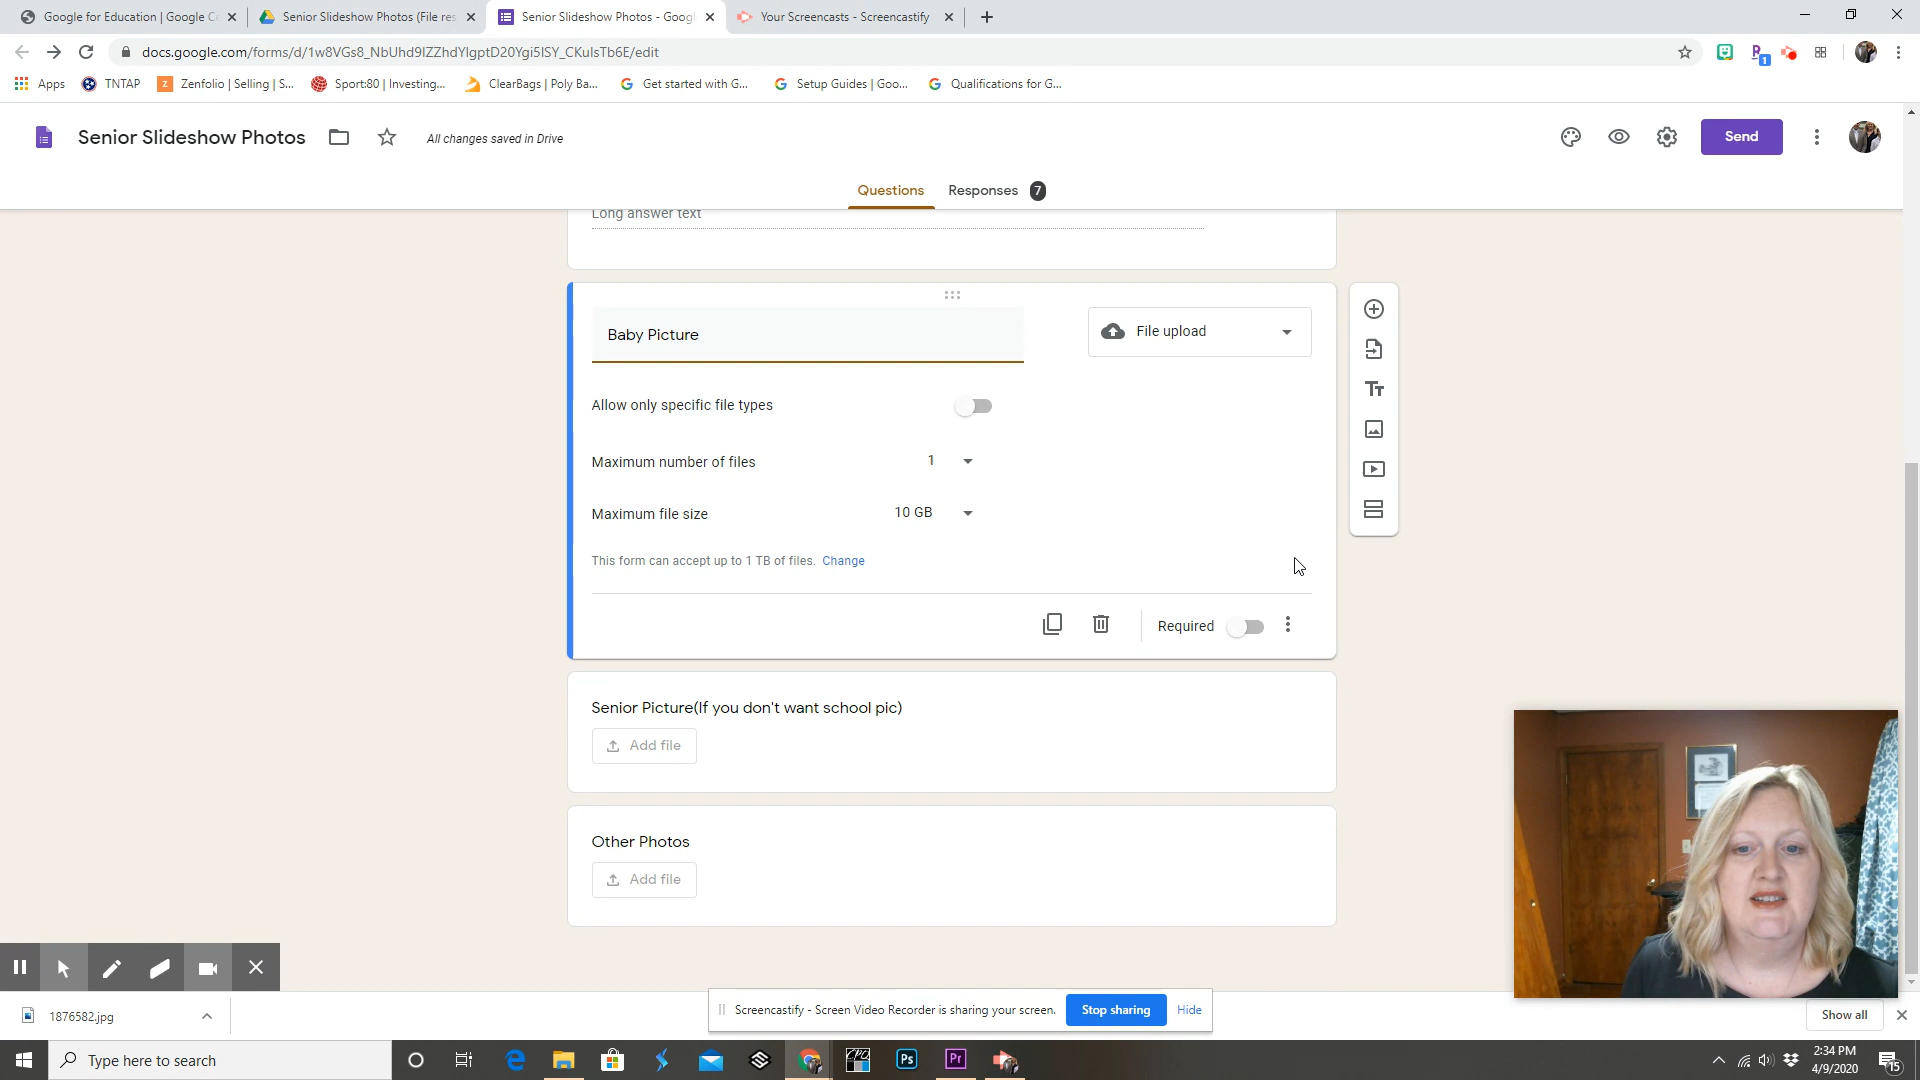 Google for Education | Google Ce
Senior Slideshow Photos (File res
Senior Slideshow Photos - Googl
Your Screencasts - Screencastify
docs.google.com/forms/d/1w8VGs8_NbUhd9IZZhdYlgptD20Ygi5ISY_CKulsTb6E/edit
Apps
TNTAP
Zenfolio | Selling | S...
Sport:80 | Investing...
ClearBags | Poly Ba...
Get started with G...
Setup Guides | Goo...
Qualifications for G...
Senior Slideshow Photos
All changes saved in Drive
Send
Questions
Responses 7
Long answer text
Baby Picture
File upload
Allow only specific file types
Maximum number of files 1
Maximum file size 10 GB
This form can accept up to 1 TB of files. Change
Required
Senior Picture(If you don't want school pic)
Add file
Other Photos
Add file
Screencastify - Screen Video Recorder is sharing your screen. Stop sharing Hide
1876582.jpg
Show all
Type here to search
Ps
Pr
2:34 PM
4/9/2020
15